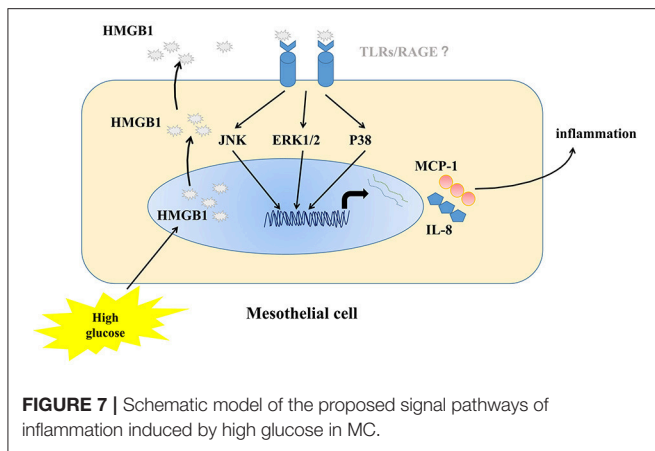 HMGB1
TLRs/RAGE ?
HMGB1
JNK ERK1/2 P38
inflammation
MCP-1
HMGB1
IL-8
High
glucose
Mesothelial cell
FIGURE 7 | Schematic model of the proposed signal pathways of
inflammation induced by high glucose in MC.